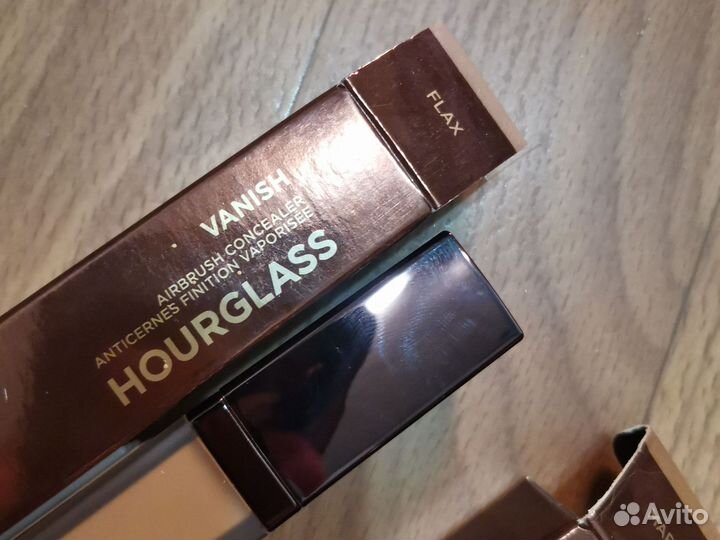 FLAX
VANISH
AIRBRUSH CONCEALER
ANTICERNES FINITION VAPORISÉE
HOURGLASS
Avito